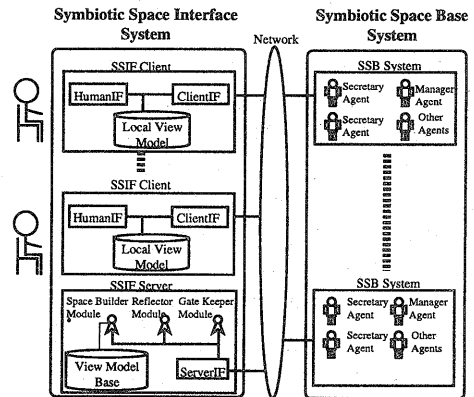 Symbiotic Space Interface
System
Symbiotic Space Base
System
Network
SSIF Client
HumanIF
ClientIF
Local View
Model
SSIF Client
HumanIF
ClientIF
Local View
Model
SSIF Server
Space Builder
Module
Reflector
Module
Gate Keeper
Module
View Model
Base
ServerIF
SSB System
Secretary
Agent
Manager
Agent
Secretary
Agent
Other
Agents
SSB System
Secretary
Agent
Manager
Agent
Secretary
Agent
Other
Agents